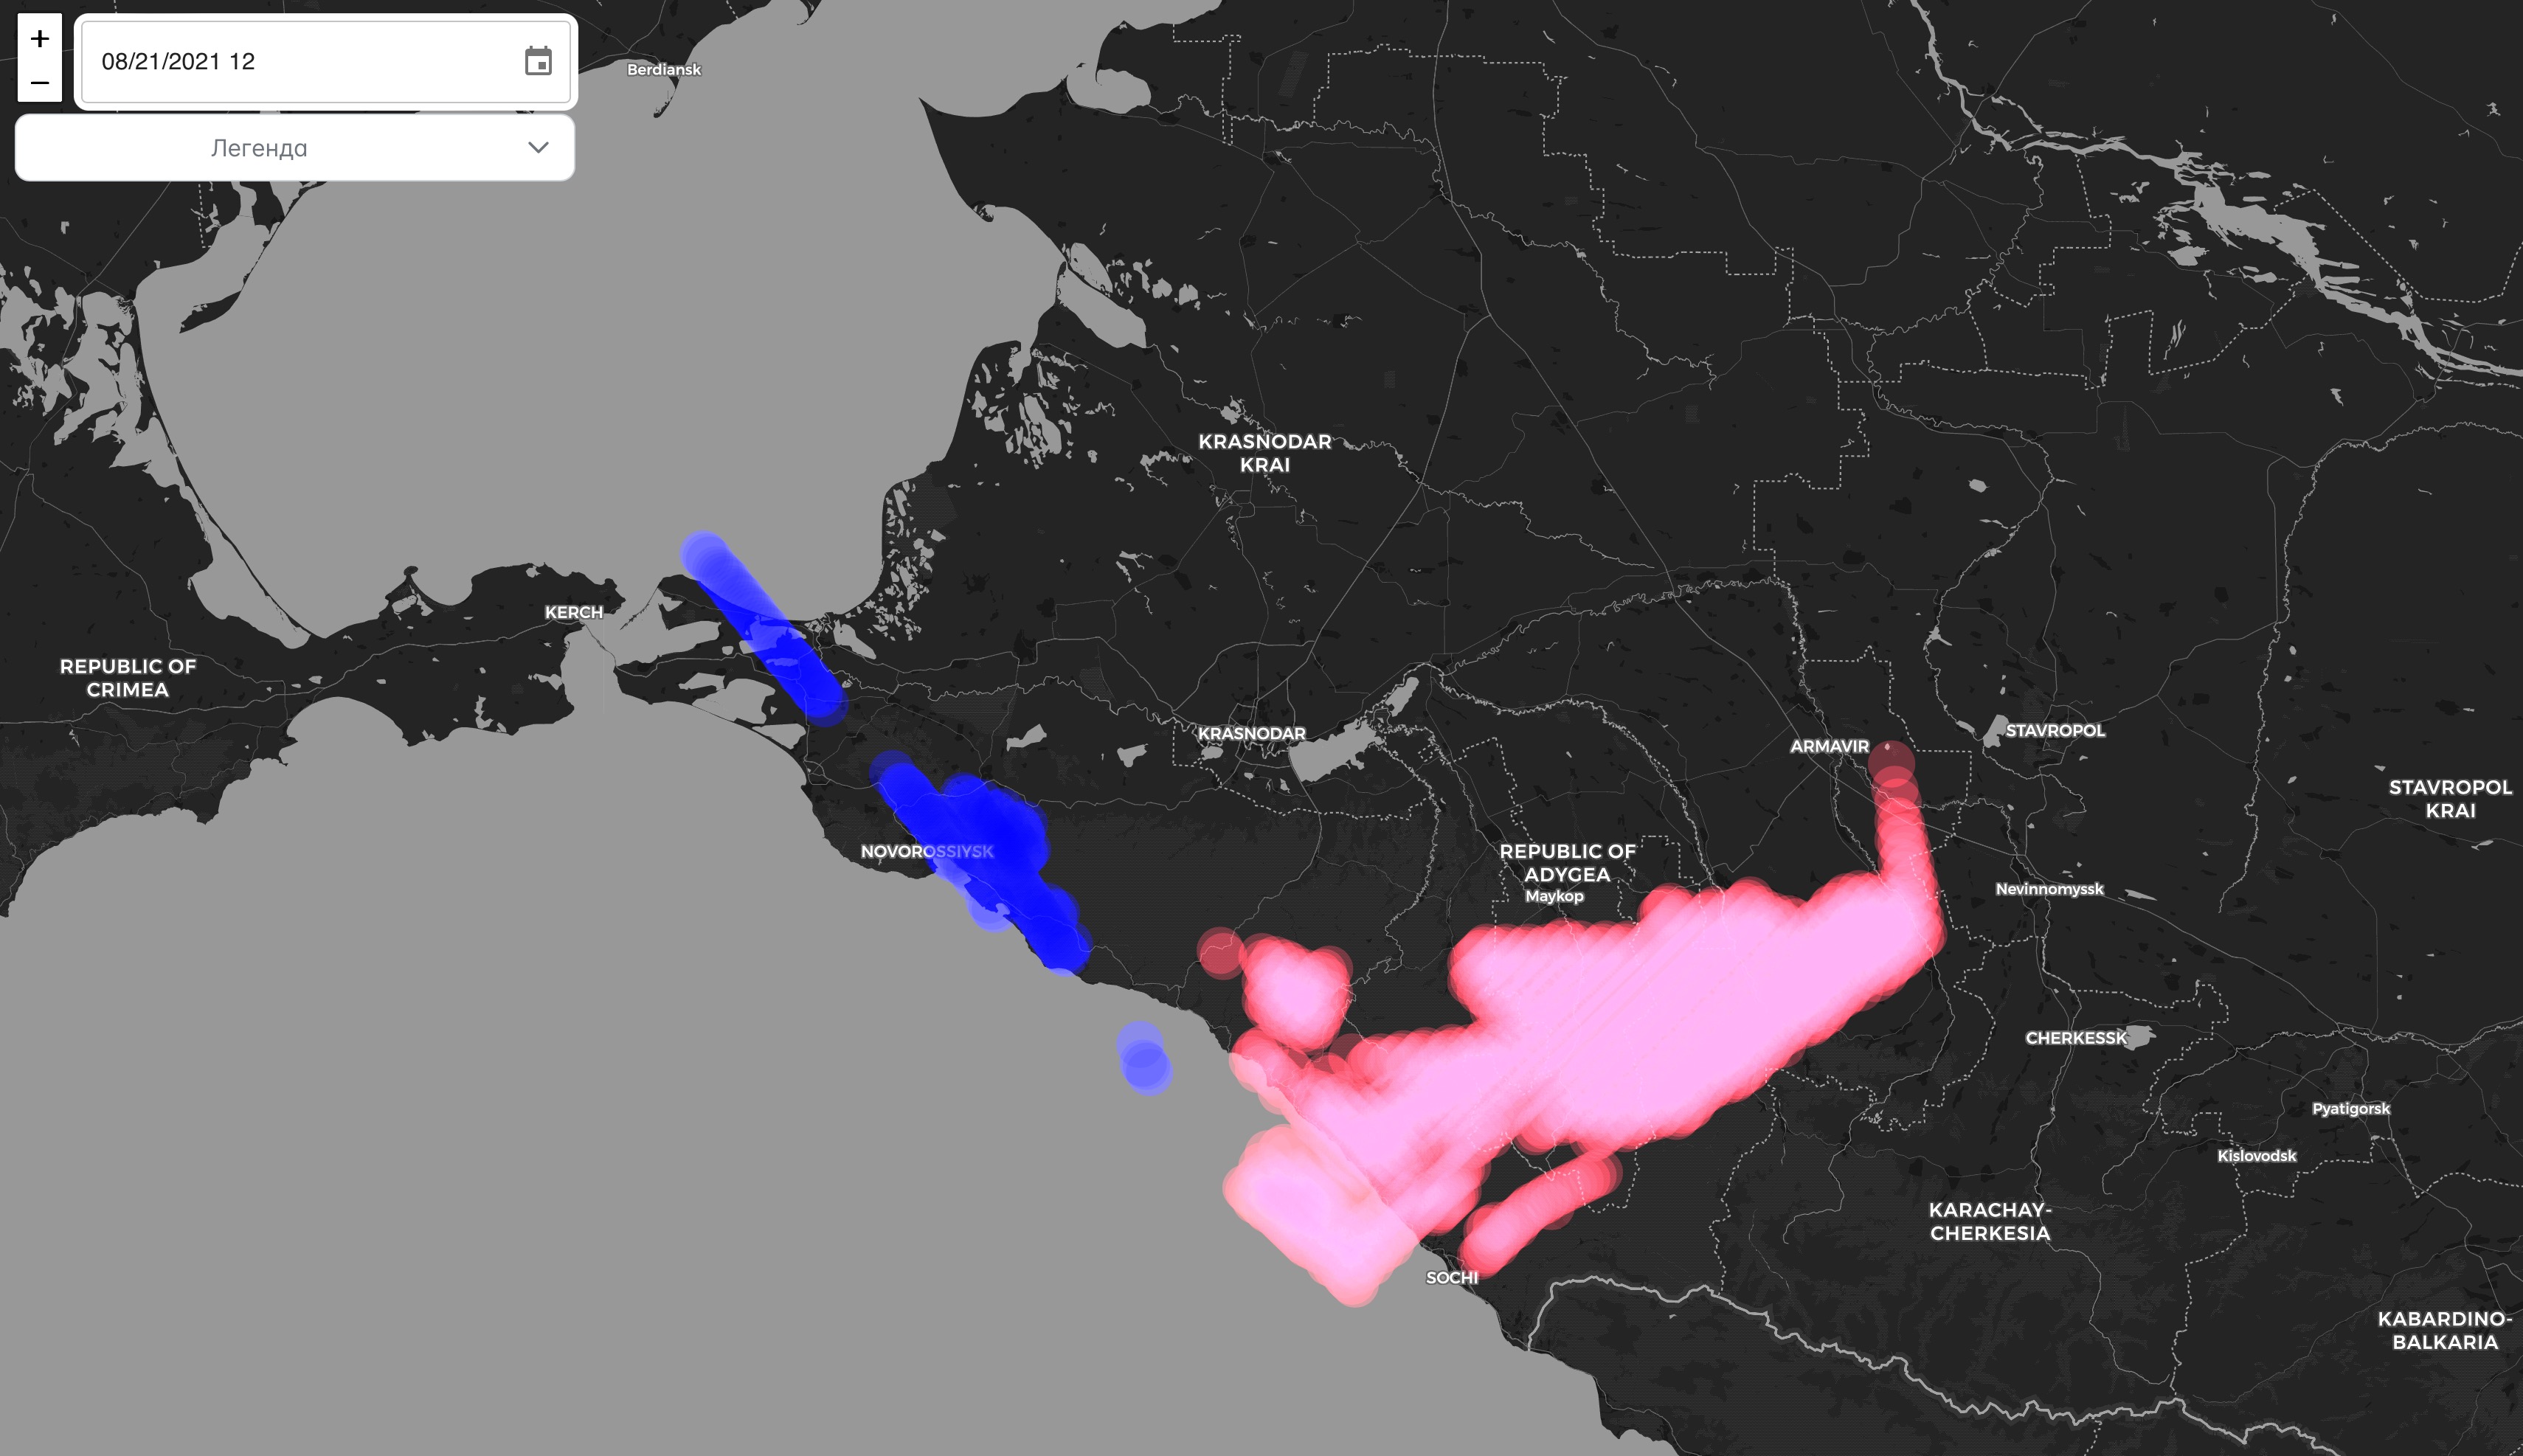 +
08/21/2021 12
−
Легенда
Berdiansk
KRASNODAR
KRAI
KERCH
REPUBLIC OF
CRIMEA
KRASNODAR
ARMAVIR
STAVROPOL
STAVROPOL
KRAI
NOVOROSSIYSK
REPUBLIC OF
ADYGEA
Maykop
Nevinnomyssk
CHERKESSK
Pyatigorsk
Kislovodsk
KARACHAY-
CHERKESIA
SOCHI
KABARDINO-
BALKARIA